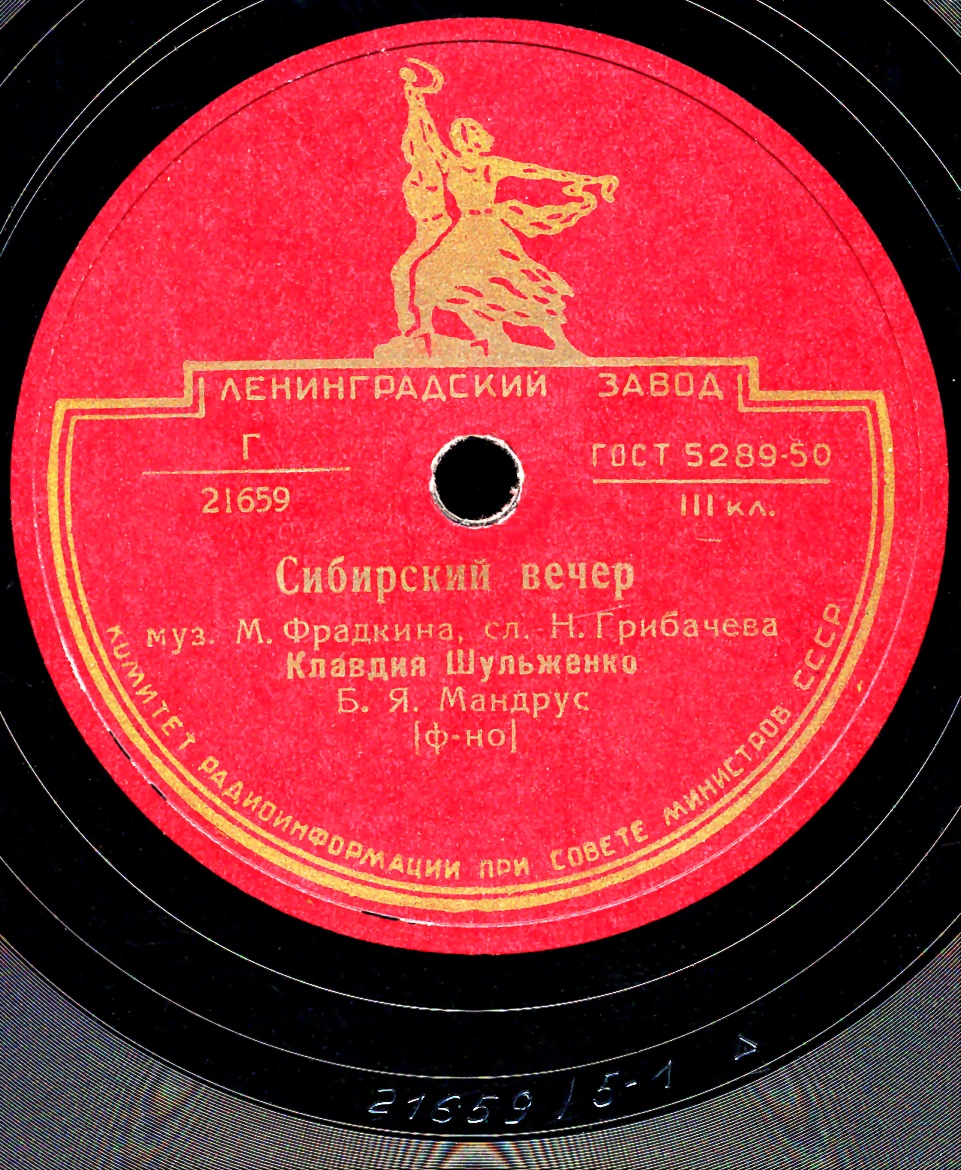 ЛЕНИНГРАДСКИЙ ЗАВОД
Г
21659
ГОСТ 5289-50
III кл.
Сибирский вечер
муз. М. Фрадкина, сл. Н. Грибачева
Клавдия Шульженко
Б. Я. Мандрус
[ф-но]
КОМИТЕТ РАДИОИНФОРМАЦИИ ПРИ СОВЕТЕ МИНИСТРОВ СССР
21659 / 5-1 △